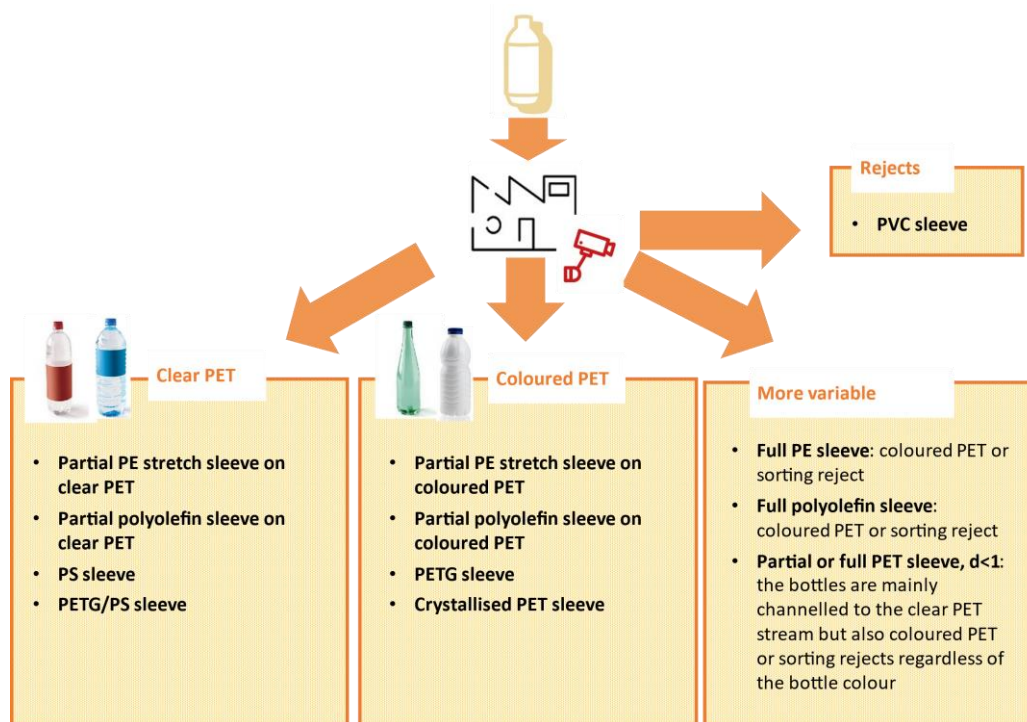 Rejects
• PVC sleeve
Clear PET
• Partial PE stretch sleeve on
clear PET
• Partial polyolefin sleeve on
clear PET
• PS sleeve
• PETG/PS sleeve
Coloured PET
• Partial PE stretch sleeve on
coloured PET
• Partial polyolefin sleeve on
coloured PET
• PETG sleeve
• Crystallised PET sleeve
More variable
• Full PE sleeve: coloured PET or
sorting reject
• Full polyolefin sleeve:
coloured PET or sorting reject
• Partial or full PET sleeve, d<1:
the bottles are mainly
channelled to the clear PET
stream but also coloured PET
or sorting rejects regardless of
the bottle colour